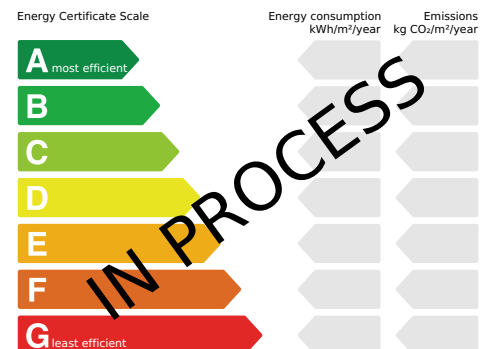 Energy Certificate Scale
Energy consumption
kWh/m²/year
Emissions
kg CO₂/m²/year
A most efficient
B
C
D
E
F
G least efficient
IN PROCESS